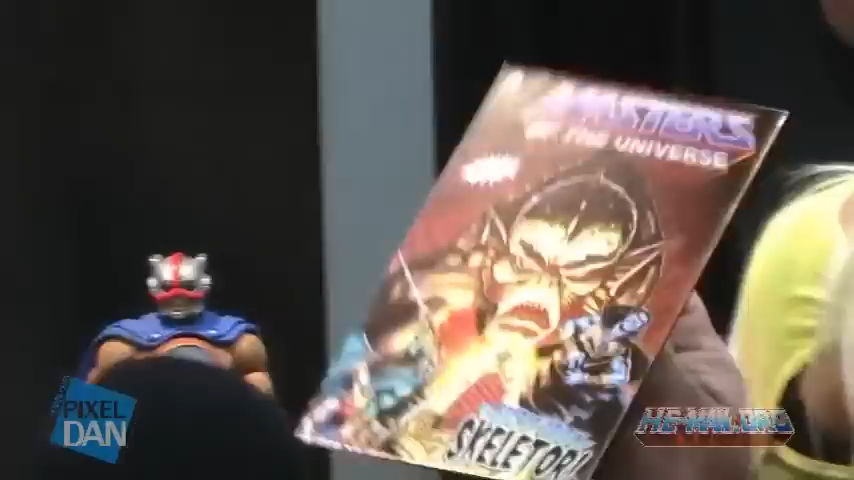 MASTERS
OF THE UNIVERSE
SKELETOR?
PIXEL
DAN
HE-MAN.ORG